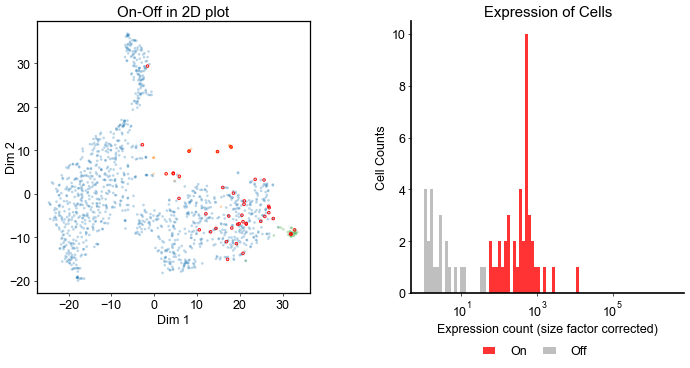 On-Off in 2D plot
Dim 2
30
20
10
0
−10
−20
−20 −10 0 10 20 30
Dim 1
Expression of Cells
Cell Counts
10
8
6
4
2
0
10^1 10^3 10^5
Expression count (size factor corrected)
On Off